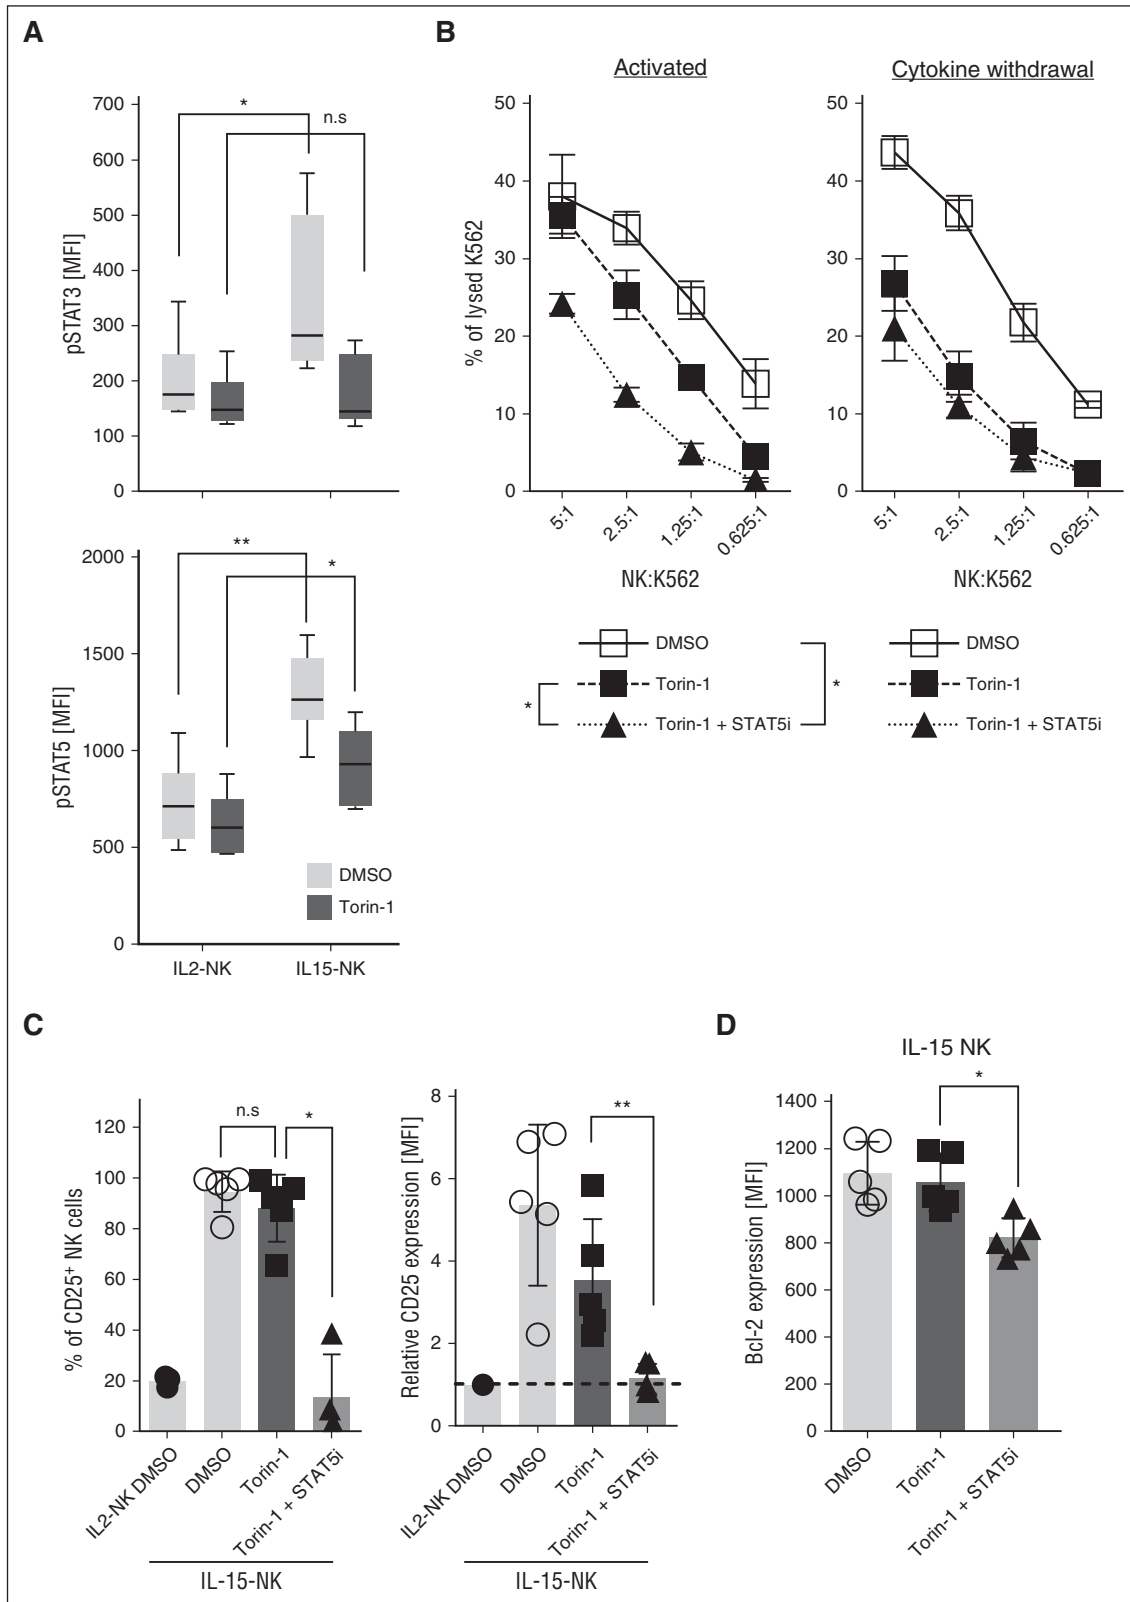 A
700
600
500
400
300
200
100
0
pSTAT3 [MFI]
*
n.s
2000
1500
1000
500
0
pSTAT5 [MFI]
**
*
DMSO
Torin-1
IL2-NK
IL15-NK
B
Activated
50
40
30
20
10
0
% of lysed K562
5:1
2.5:1
1.25:1
0.625:1
NK:K562
Cytokine withdrawal
50
40
30
20
10
0
5:1
2.5:1
1.25:1
0.625:1
NK:K562
DMSO
Torin-1
Torin-1 + STAT5i
*
*
DMSO
Torin-1
Torin-1 + STAT5i
C
120
100
80
60
40
20
0
% of CD25+ NK cells
n.s
*
IL2-NK DMSO
DMSO
Torin-1
Torin-1 + STAT5i
IL-15-NK
8
6
4
2
0
Relative CD25 expression [MFI]
**
IL2-NK DMSO
DMSO
Torin-1
Torin-1 + STAT5i
IL-15-NK
D
IL-15 NK
*
1400
1200
1000
800
600
400
200
0
Bcl-2 expression [MFI]
DMSO
Torin-1
Torin-1 + STAT5i